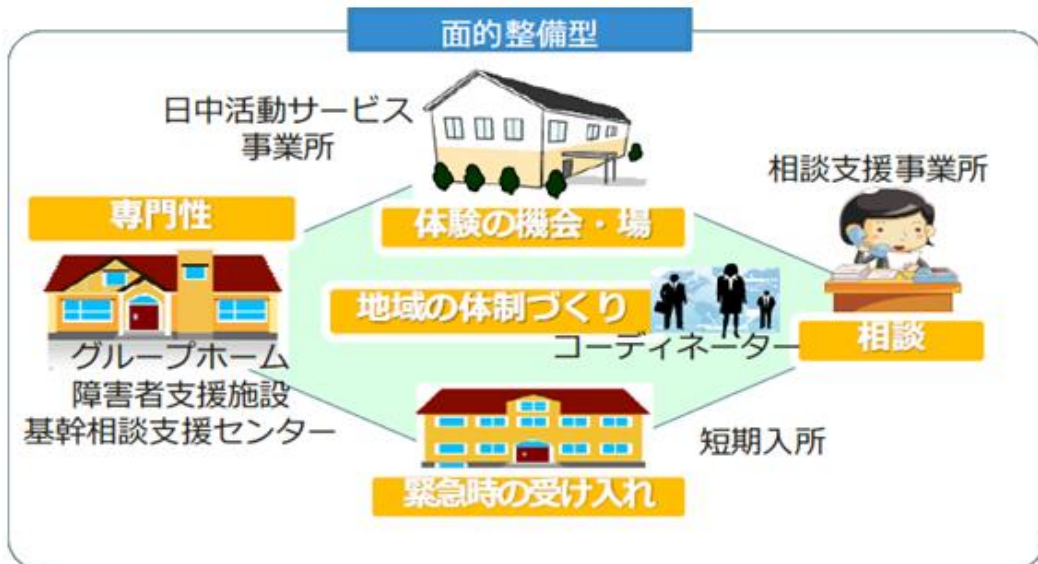 面的整備型
日中活動サービス
事業所
相談支援事業所
専門性
体験の機会・場
地域の体制づくり
コーディネーター
相談
グループホーム
障害者支援施設
基幹相談支援センター
短期入所
緊急時の受け入れ